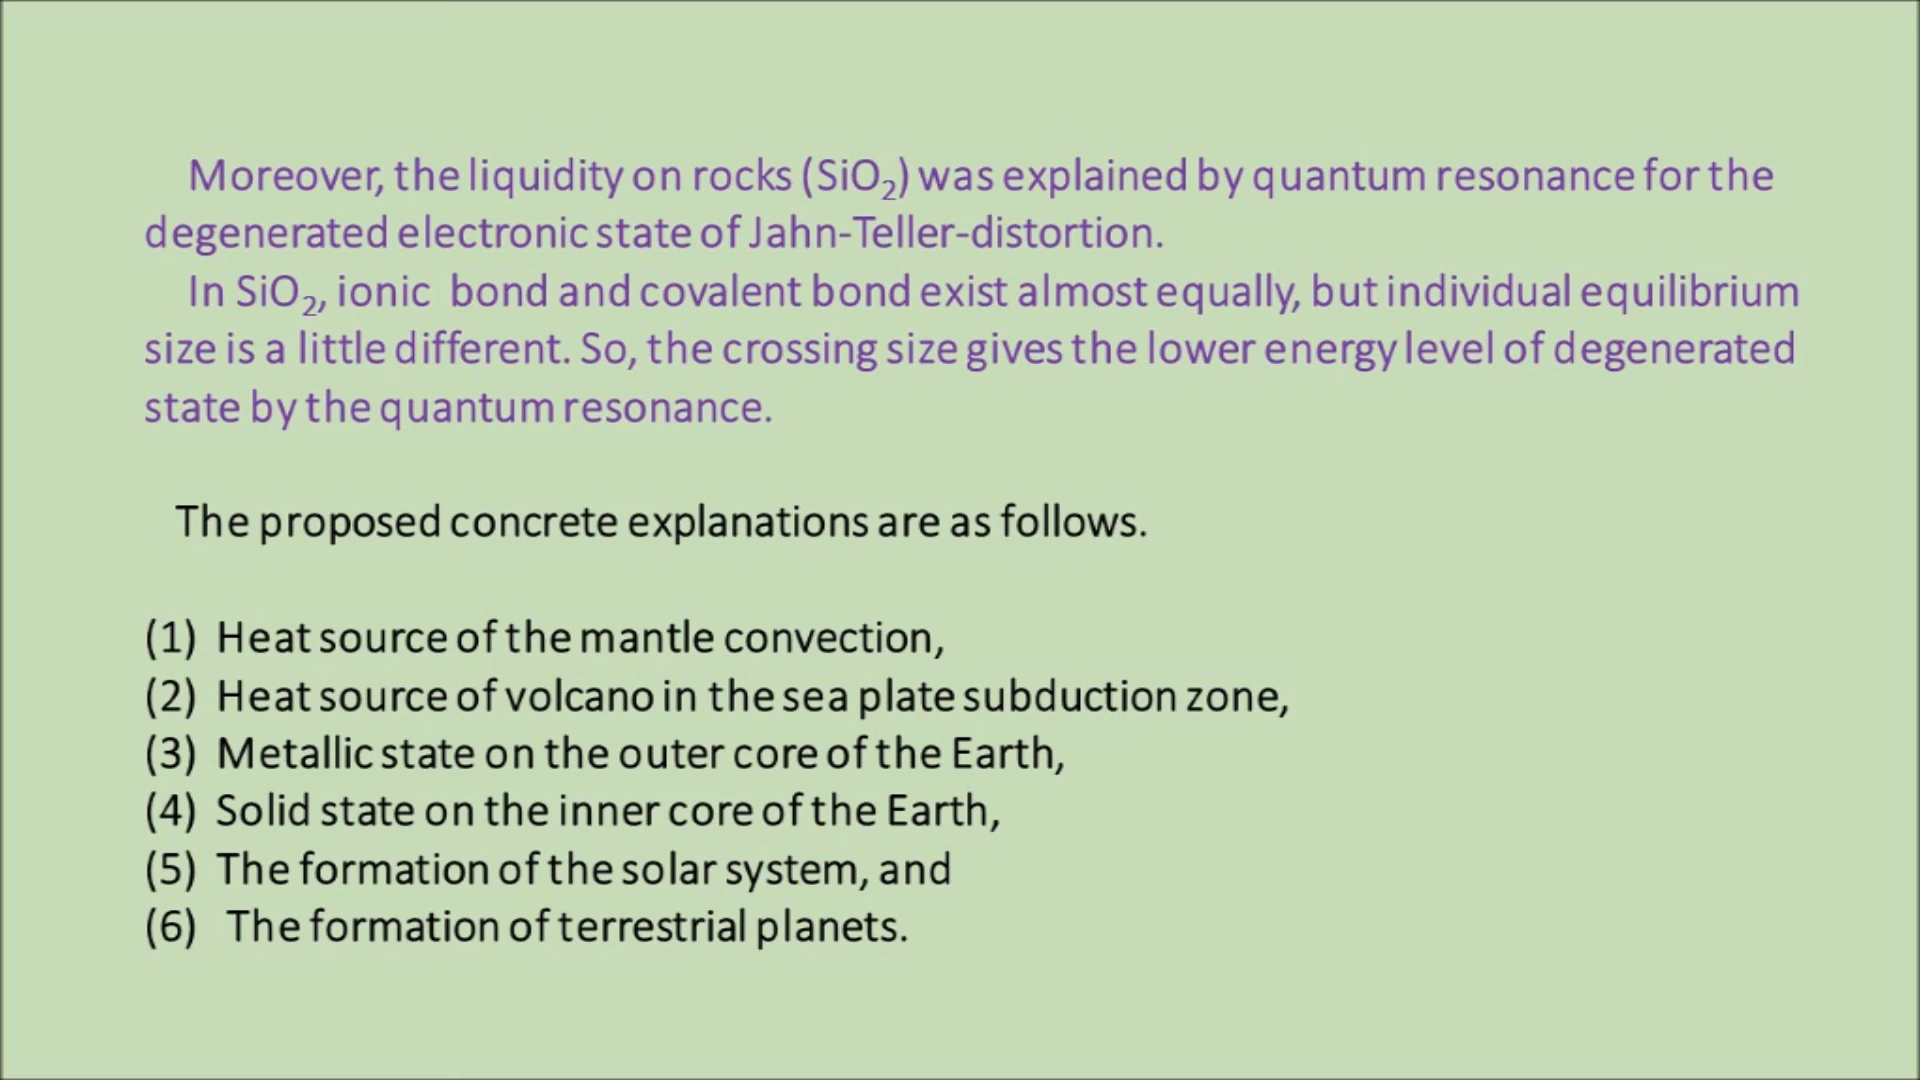 Moreover, the liquidity on rocks (SiO₂) was explained by quantum resonance for the
degenerated electronic state of Jahn-Teller-distortion.
In SiO₂, ionic bond and covalent bond exist almost equally, but individual equilibrium
size is a little different. So, the crossing size gives the lower energy level of degenerated
state by the quantum resonance.
The proposed concrete explanations are as follows.
(1) Heat source of the mantle convection,
(2) Heat source of volcano in the sea plate subduction zone,
(3) Metallic state on the outer core of the Earth,
(4) Solid state on the inner core of the Earth,
(5) The formation of the solar system, and
(6) The formation of terrestrial planets.